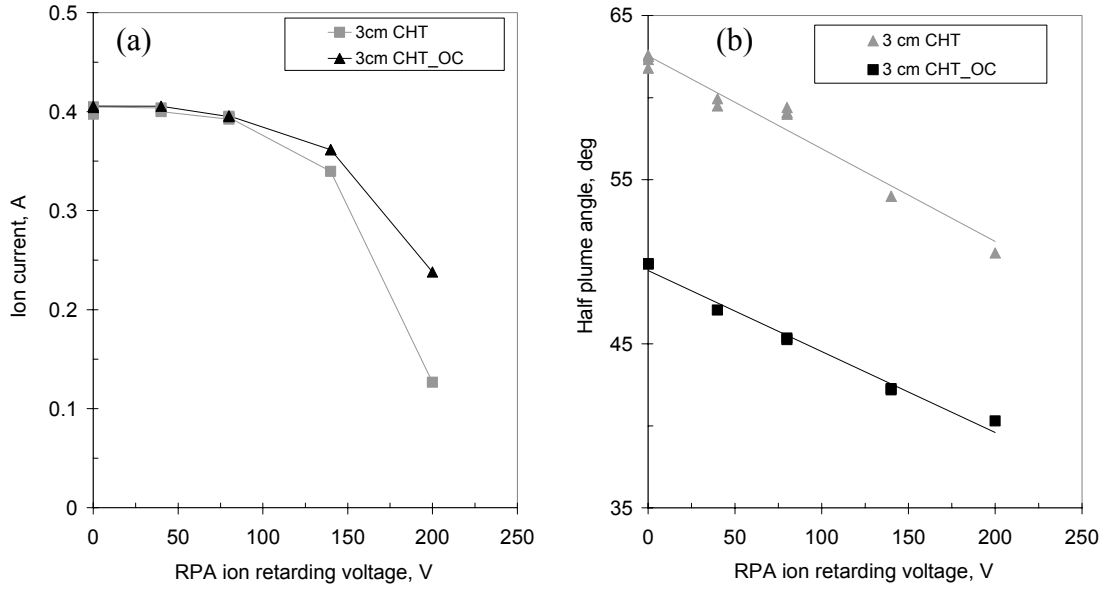 (a)
3cm CHT
3cm CHT_OC
0.5
0.4
0.3
0.2
0.1
0
Ion current, A
0 50 100 150 200 250
RPA ion retarding voltage, V
(b)
3 cm CHT
3 cm CHT_OC
65
55
45
35
Half plume angle, deg
0 50 100 150 200 250
RPA ion retarding voltage, V